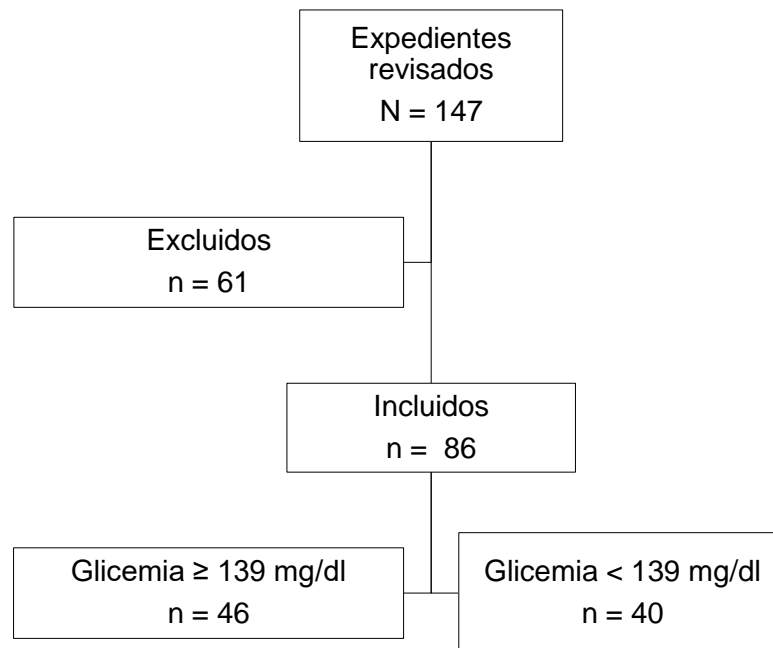 Expedientes
revisados
N = 147
Excluidos
n = 61
Incluidos
n =  86
Glicemia ≥ 139 mg/dl
n = 46
Glicemia < 139 mg/dl
n = 40